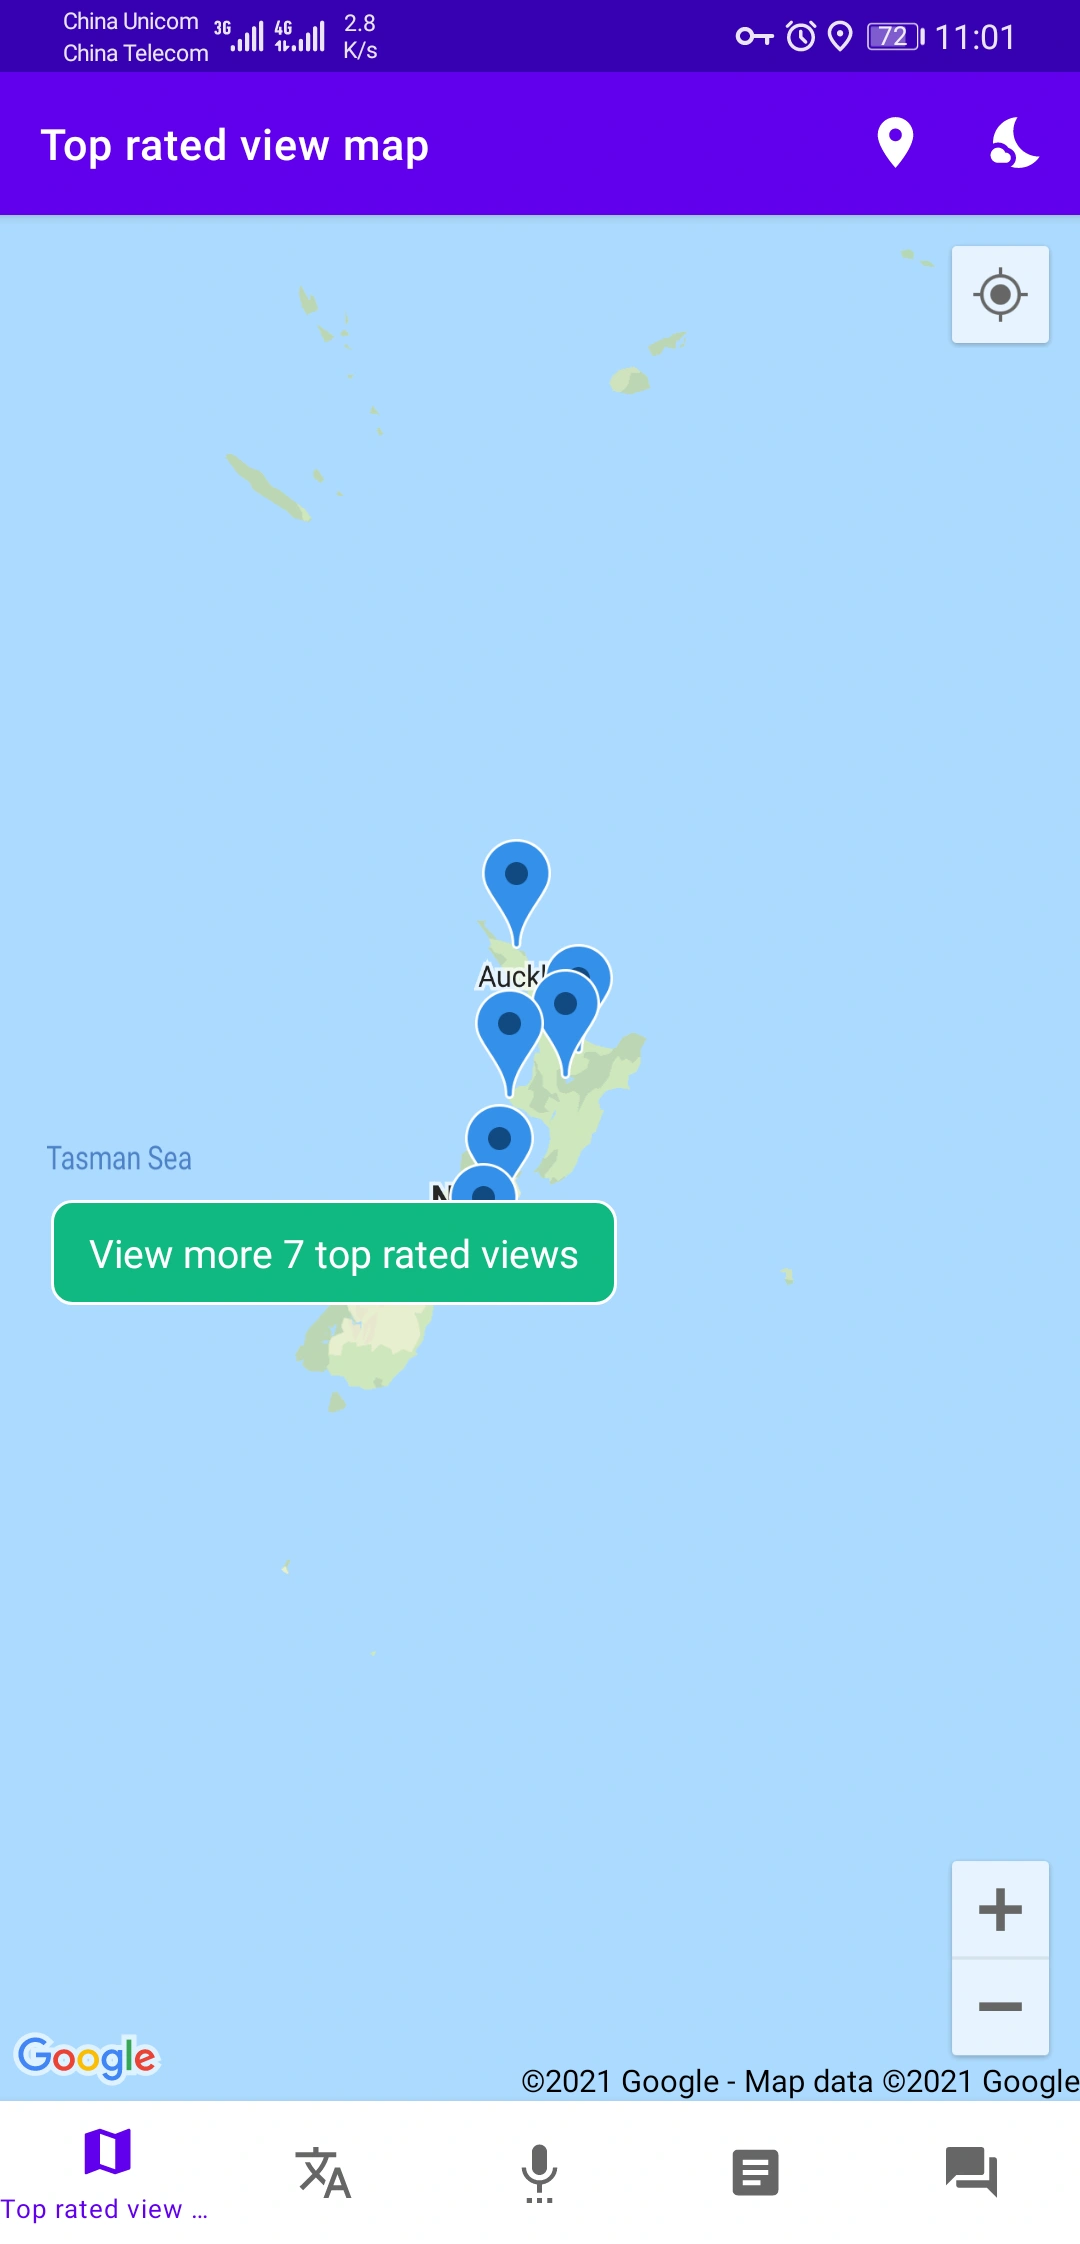 China Unicom
China Telecom
3G
4G
2.8
K/s
72
11:01
Top rated view map
Auckl
Tasman Sea
N
View more 7 top rated views
Google
©2021 Google - Map data ©2021 Google
Top rated view ...